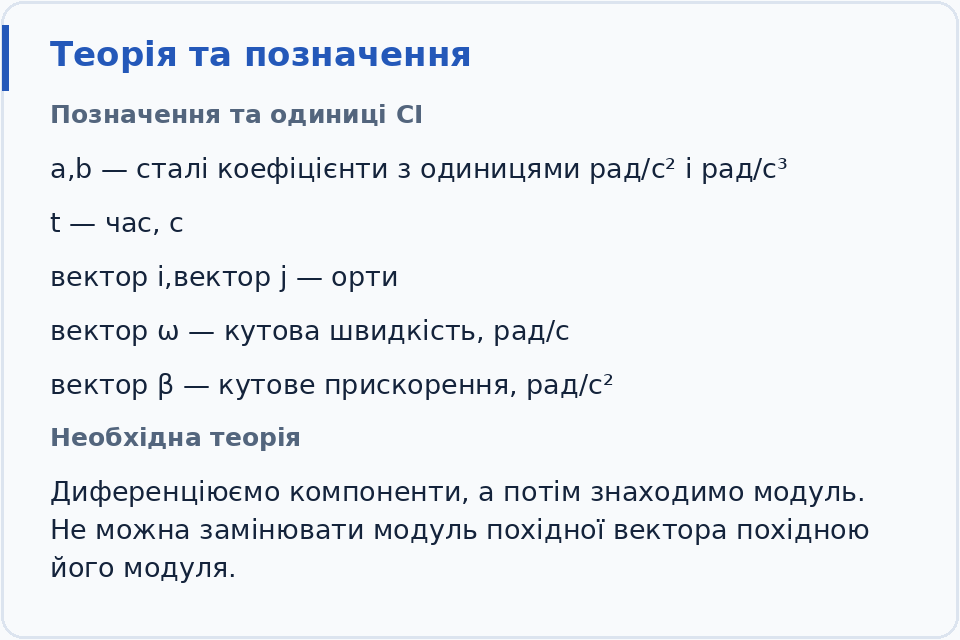 Теорія та позначення
Позначення та одиниці СІ
a,b — сталі коефіцієнти з одиницями рад/с² і рад/с³
t — час, с
вектор i,вектор j — орти
вектор ω — кутова швидкість, рад/с
вектор β — кутове прискорення, рад/с²
Необхідна теорія
Диференціюємо компоненти, а потім знаходимо модуль.
Не можна замінювати модуль похідної вектора похідною
його модуля.